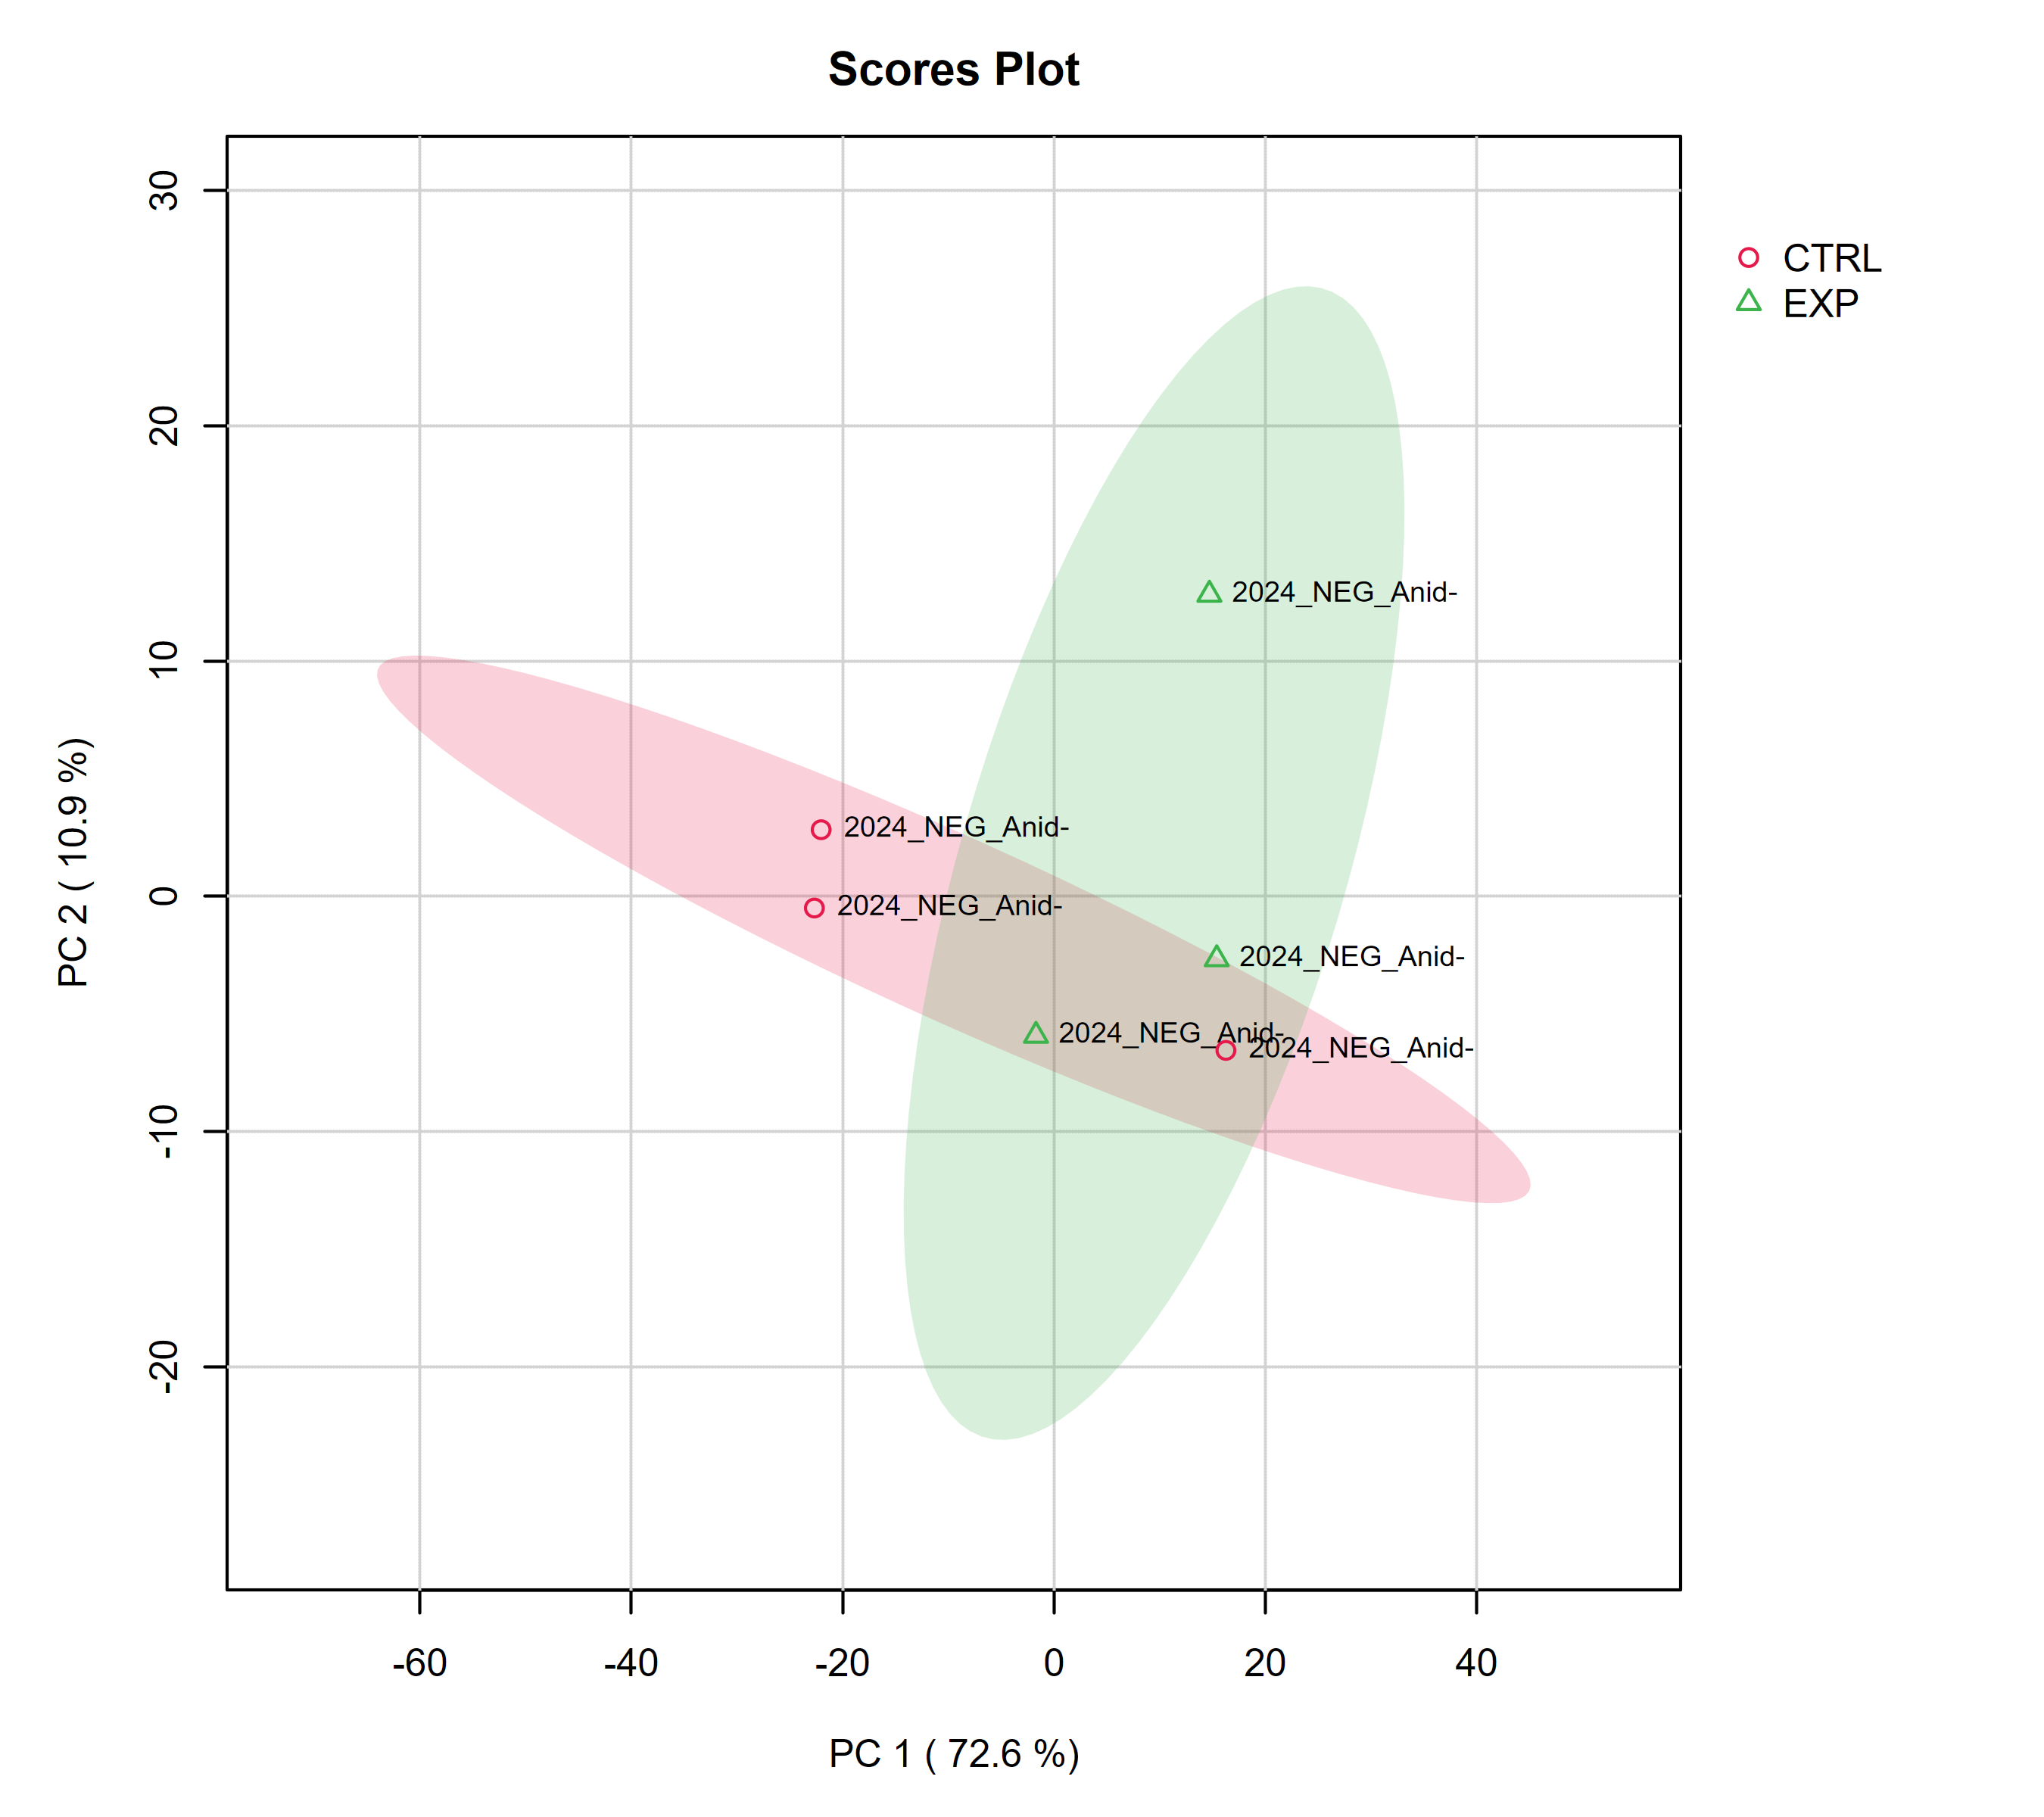 Scores Plot
CTRL
EXP
30
20
10
0
-10
-20
PC 2 ( 10.9 %)
2024_NEG_Anid-
2024_NEG_Anid-
2024_NEG_Anid-
2024_NEG_Anid-
2024_NEG_Anid-
2024_NEG_Anid-
-60 -40 -20 0 20 40
PC 1 ( 72.6 %)